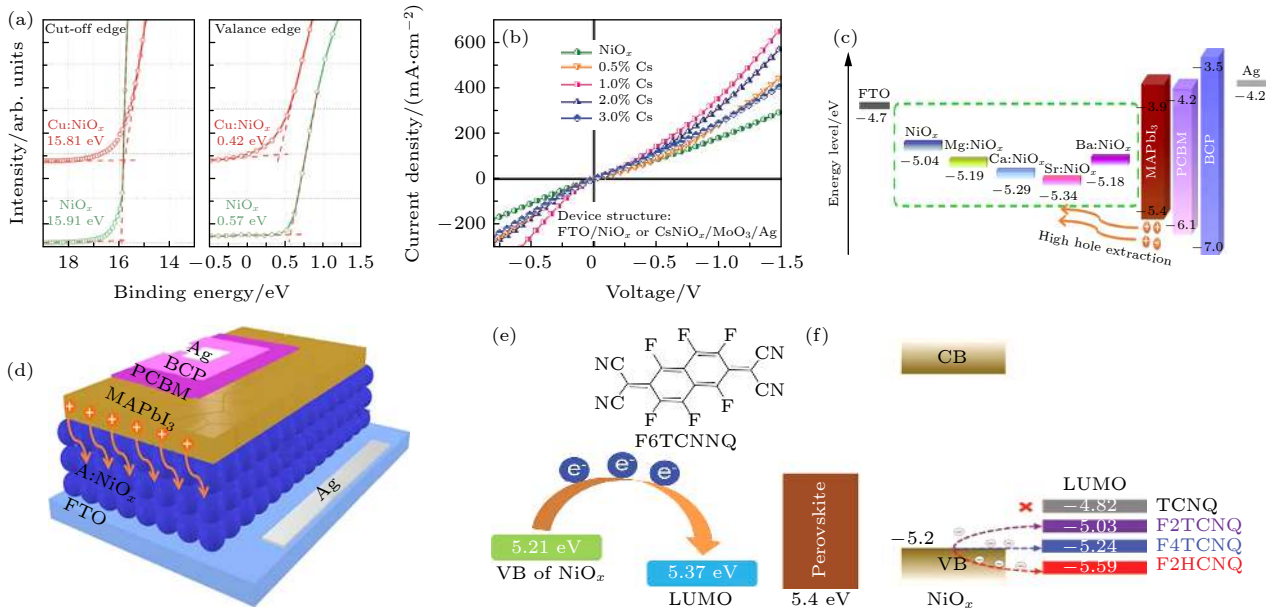 (a)
Cut-off edge
Valance edge
Intensity/arb. units
Cu:NiOx
15.81 eV
Cu:NiOx
0.42 eV
NiOx
15.91 eV
NiOx
0.57 eV
18 16 14
−0.5 0 0.5 1.0 1.5
Binding energy/eV
(b)
Current density/(mA·cm−2)
600
400
200
0
−200
NiOx
0.5% Cs
1.0% Cs
2.0% Cs
3.0% Cs
Device structure:
FTO/NiOx or CsNiOx/MoO3/Ag
−0.5 0 −0.5 −1.0 −1.5
Voltage/V
(c)
Energy level/eV
FTO
−4.7
NiOx
−5.04
Mg:NiOx
−5.19
Ca:NiOx
−5.29
Sr:NiOx
−5.34
Ba:NiOx
−5.18
−3.9
MAPbI3
−5.4
−4.2
PCBM
−6.1
−3.5
BCP
−7.0
Ag
−4.2
High hole extraction
(d)
Ag
BCP
PCBM
MAPbI3
A:NiOx
FTO
Ag
(e)
F F F
CN
CN
NC
NC
F F F
F6TCNNQ
e- e- e-
5.21 eV
VB of NiOx
5.37 eV
LUMO
Perovskite
5.4 eV
(f)
CB
−5.2
VB
NiOx
LUMO
−4.82 TCNQ
−5.03 F2TCNQ
−5.24 F4TCNQ
−5.59 F2HCNQ